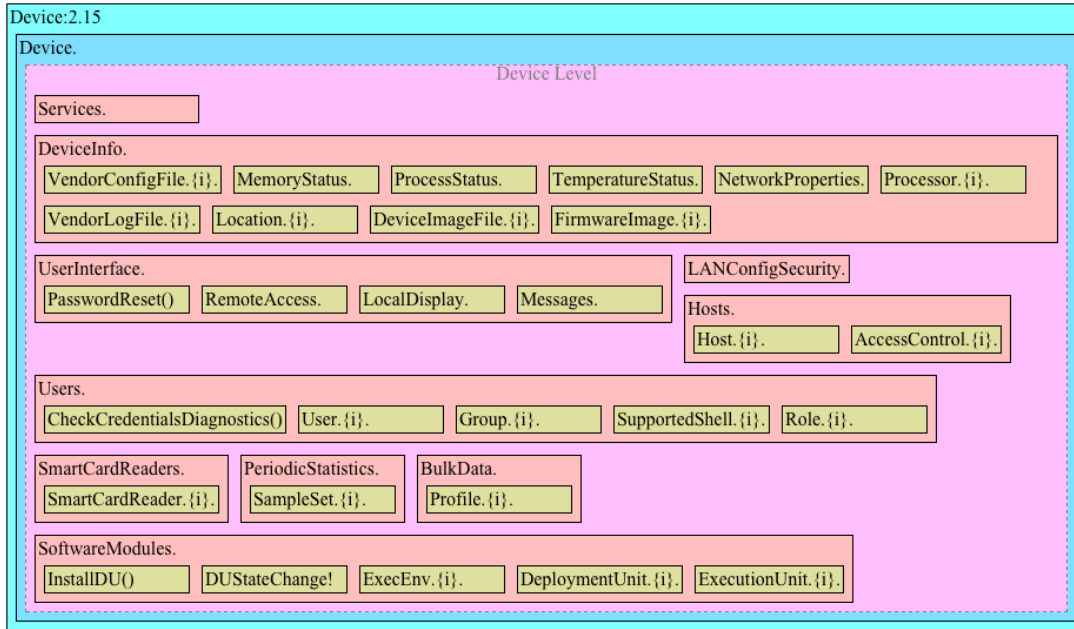 Device:2.15
Device.
Device Level
Services.
DeviceInfo.
VendorConfigFile.{i}. MemoryStatus. ProcessStatus. TemperatureStatus. NetworkProperties. Processor.{i}.
VendorLogFile.{i}. Location.{i}. DeviceImageFile.{i}. FirmwareImage.{i}.
UserInterface.
PasswordReset() RemoteAccess. LocalDisplay. Messages.
LANConfigSecurity.
Hosts.
Host.{i}. AccessControl.{i}.
Users.
CheckCredentialsDiagnostics() User.{i}. Group.{i}. SupportedShell.{i}. Role.{i}.
SmartCardReaders.
SmartCardReader.{i}.
PeriodicStatistics.
SampleSet.{i}.
BulkData.
Profile.{i}.
SoftwareModules.
InstallDU() DUStateChange! ExecEnv.{i}. DeploymentUnit.{i}. ExecutionUnit.{i}.